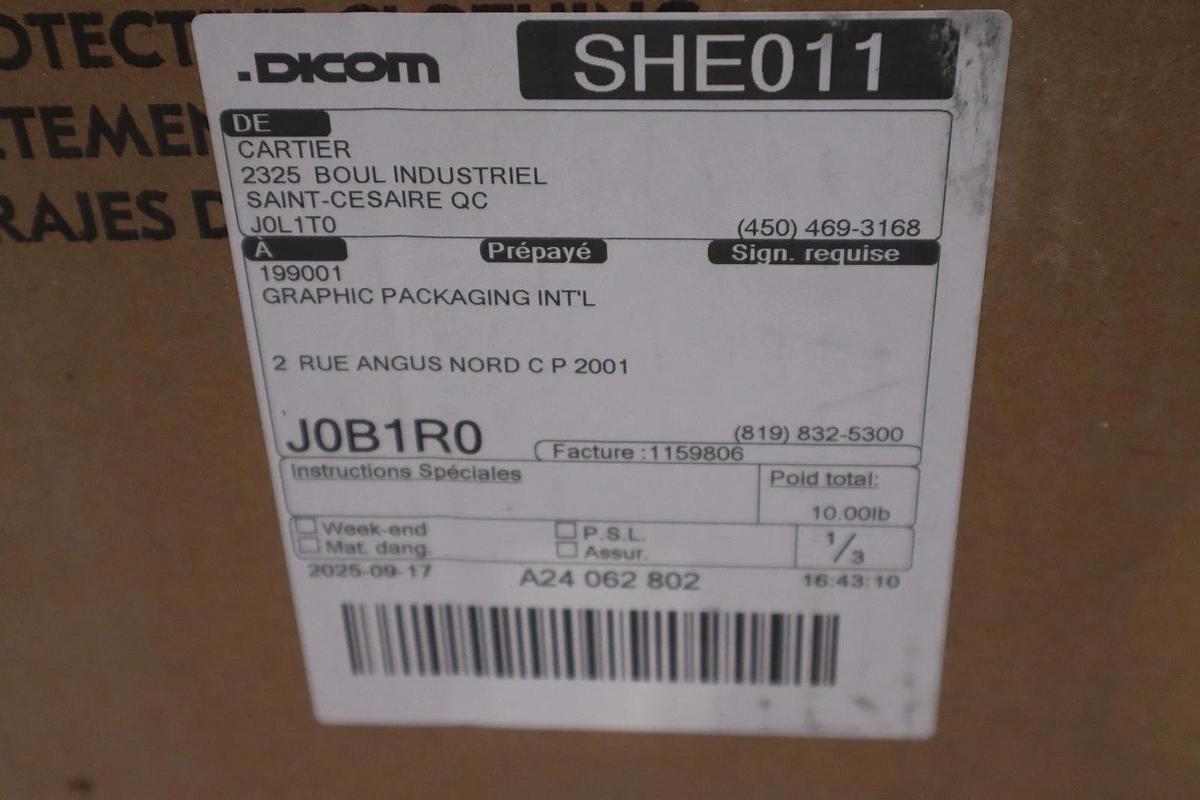 OTECTIVE CLOTHING
TEMEN
RAJES D
.DICOM
SHE011
DE
CARTIER
2325 BOUL INDUSTRIEL
SAINT-CESAIRE QC
J0L1T0
(450) 469-3168
À
Prépayé
Sign. requise
199001
GRAPHIC PACKAGING INT'L
2 RUE ANGUS NORD C P 2001
J0B1R0
(819) 832-5300
Facture :1159806
Instructions Spéciales
Poid total:
10.00lb
Week-end
P.S.L.
1/3
Mat. dang.
Assur.
2025-09-17
A24 062 802
16:43:10